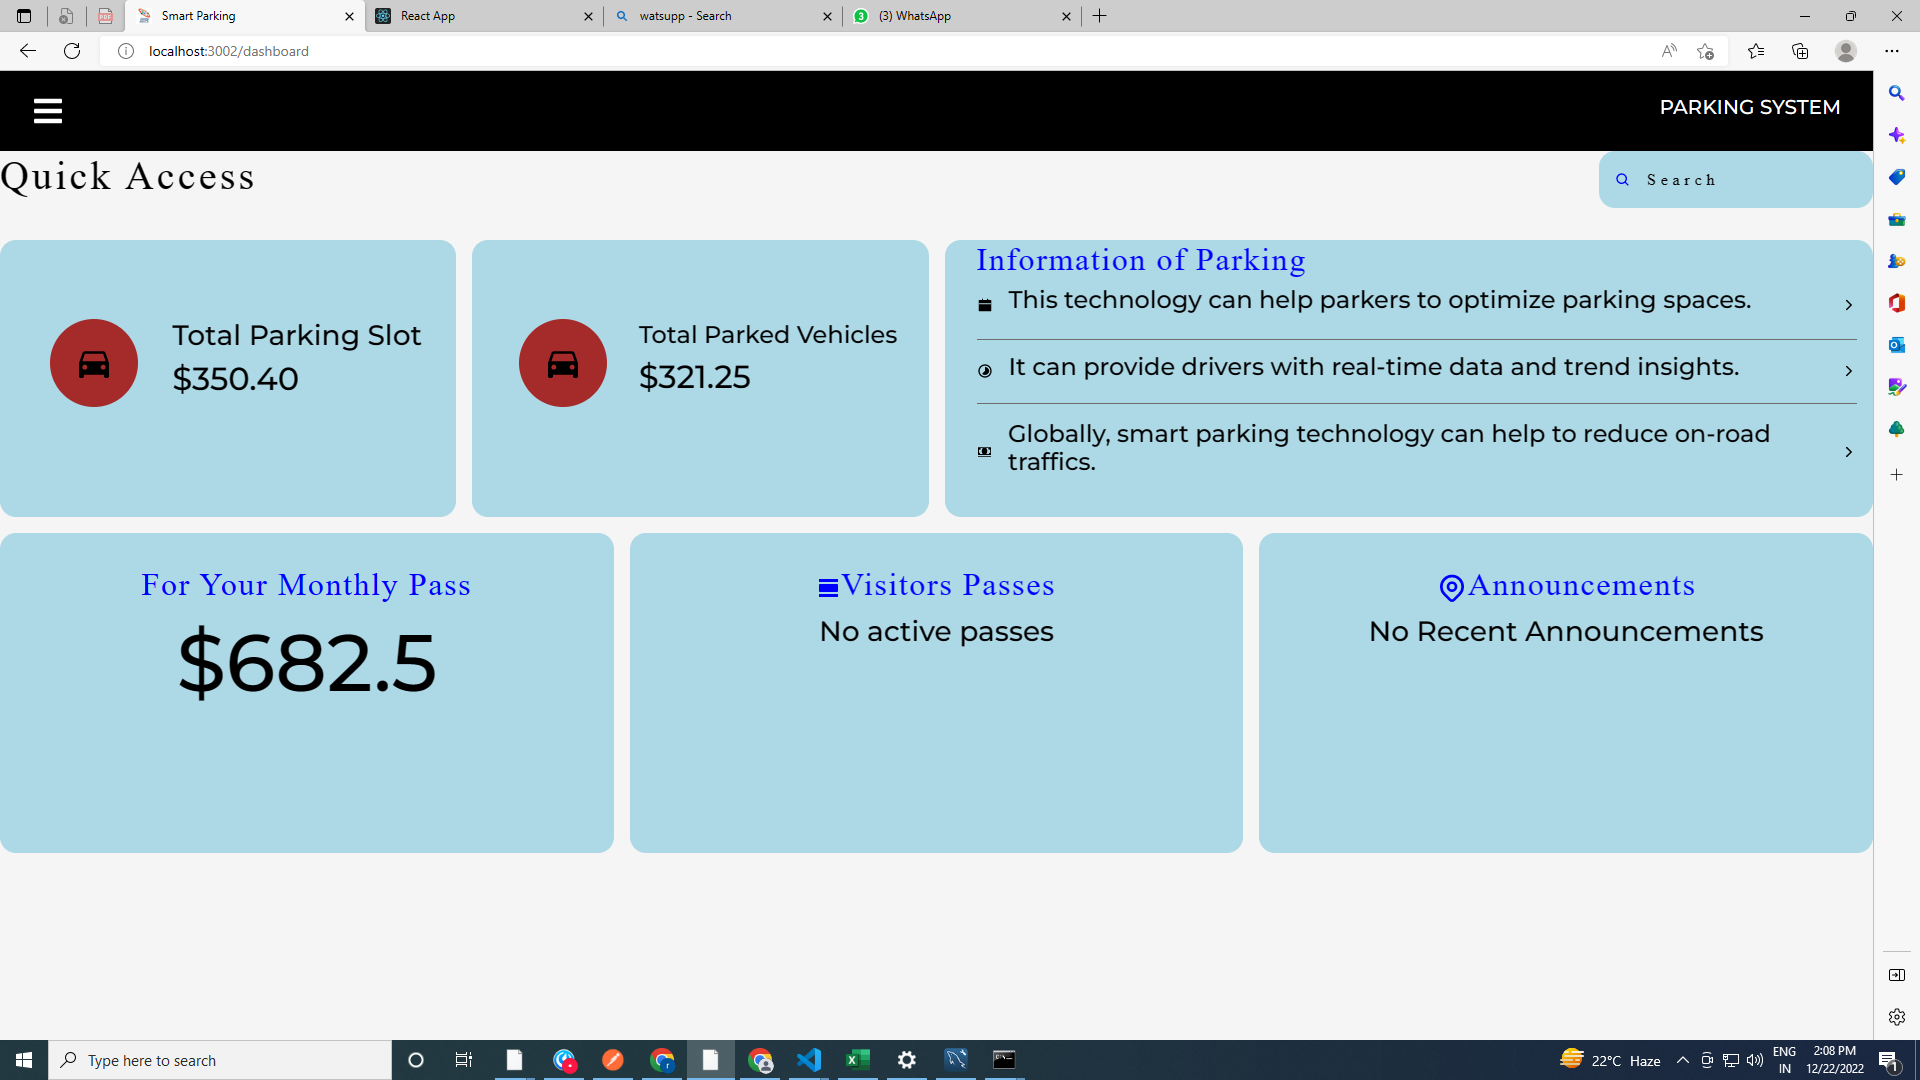 Smart Parking
React App
watsupp - Search
(3) WhatsApp
localhost:3002/dashboard
PARKING SYSTEM
Quick Access
Search
Total Parking Slot
$350.40
Total Parked Vehicles
$321.25
Information of Parking
This technology can help parkers to optimize parking spaces.
It can provide drivers with real-time data and trend insights.
Globally, smart parking technology can help to reduce on-road
traffics.
For Your Monthly Pass
$682.5
Visitors Passes
No active passes
Announcements
No Recent Announcements
Type here to search
22°C Haze
ENG
IN
2:08 PM
12/22/2022
1